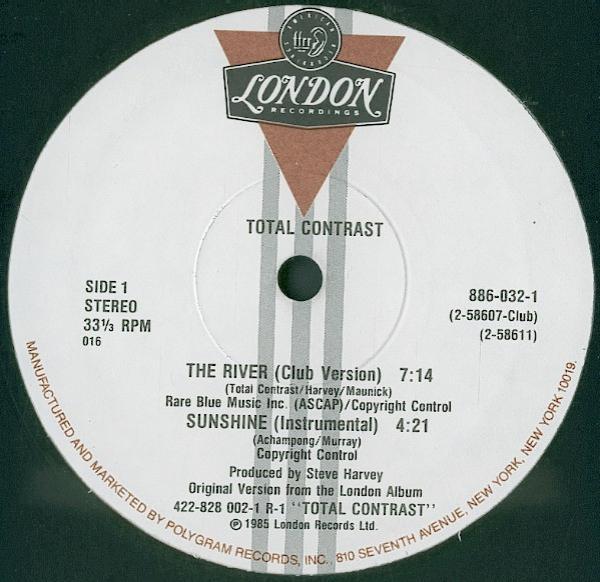 AMERICAN
ffrr
RECORDINGS
LONDON
RECORDINGS
TOTAL CONTRAST
SIDE 1
STEREO
33⅓ RPM
016
886-032-1
(2-58607-Club)
(2-58611)
THE RIVER (Club Version) 7:14
(Total Contrast/Harvey/Maunick)
Rare Blue Music Inc. (ASCAP)/Copyright Control
SUNSHINE (Instrumental) 4:21
(Achampong/Murray)
Copyright Control
Produced by Steve Harvey
Original Version from the London Album
422-828 002-1 R-1 "TOTAL CONTRAST"
℗ 1985 London Records Ltd.
MANUFACTURED AND MARKETED BY POLYGRAM RECORDS, INC., 810 SEVENTH AVENUE, NEW YORK, NEW YORK 10019.